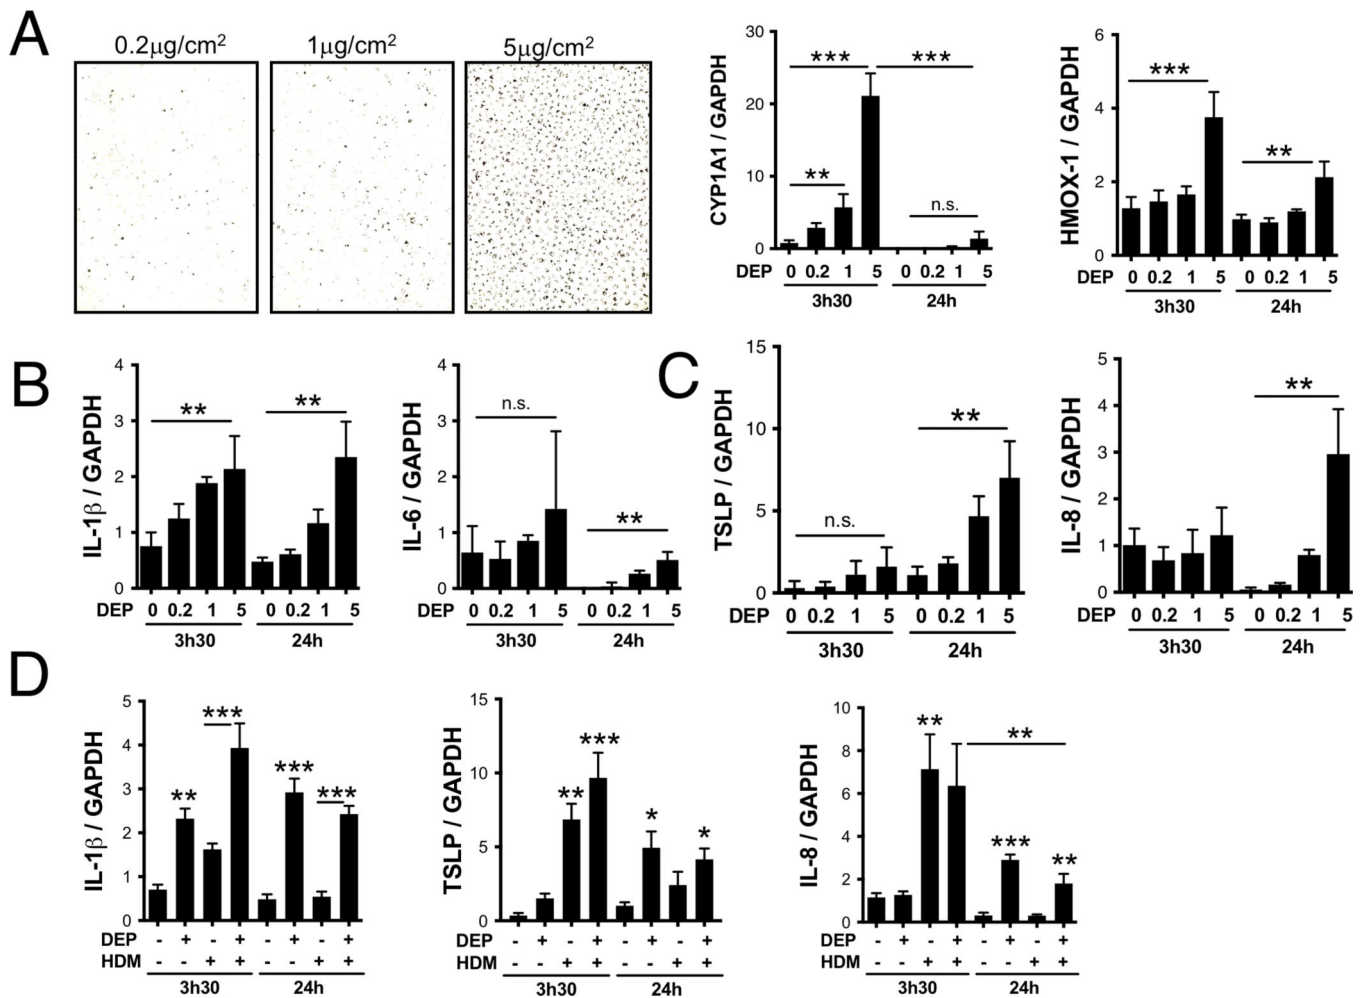 A
0.2µg/cm2
1µg/cm2
5µg/cm2
CYP1A1 / GAPDH
30
20
10
0
***
***
**
n.s.
DEP 0 0.2 1 5 0 0.2 1 5
3h30 24h
HMOX-1 / GAPDH
6
4
2
0
***
**
DEP 0 0.2 1 5 0 0.2 1 5
3h30 24h
B
IL-1β / GAPDH
4
3
2
1
0
**
**
DEP 0 0.2 1 5 0 0.2 1 5
3h30 24h
IL-6 / GAPDH
4
3
2
1
0
n.s.
**
DEP 0 0.2 1 5 0 0.2 1 5
3h30 24h
C
TSLP / GAPDH
15
10
5
0
n.s.
**
DEP 0 0.2 1 5 0 0.2 1 5
3h30 24h
IL-8 / GAPDH
5
4
3
2
1
0
**
DEP 0 0.2 1 5 0 0.2 1 5
3h30 24h
D
IL-1β / GAPDH
5
4
3
2
1
0
** *** *** ***
DEP - + - + - + - +
HDM - - + + - - + +
3h30 24h
TSLP / GAPDH
15
10
5
0
** *** * *
DEP - + - + - + - +
HDM - - + + - - + +
3h30 24h
IL-8 / GAPDH
10
8
6
4
2
0
** ** *** **
DEP - + - + - + - +
HDM - - + + - - + +
3h30 24h